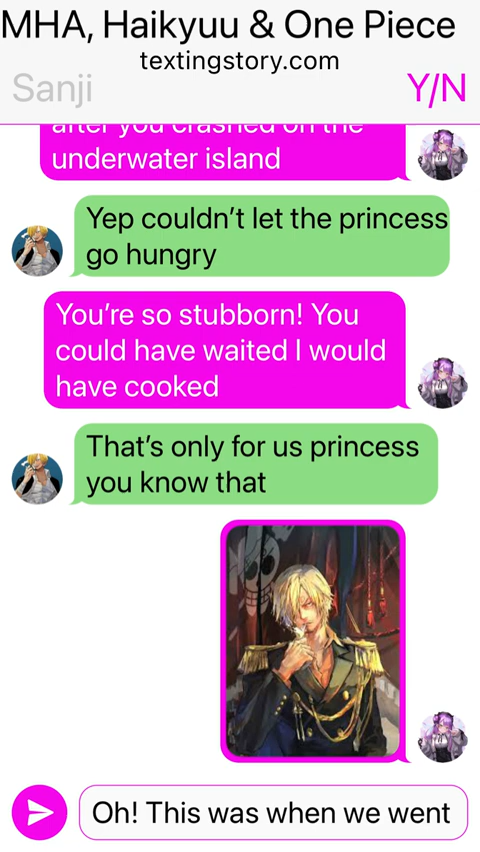 MHA, Haikyuu & One Piece
textingstory.com
Sanji
Y/N
after you crashed on the
underwater island
Yep couldn’t let the princess
go hungry
You’re so stubborn! You
could have waited I would
have cooked
That’s only for us princess
you know that
Oh! This was when we went